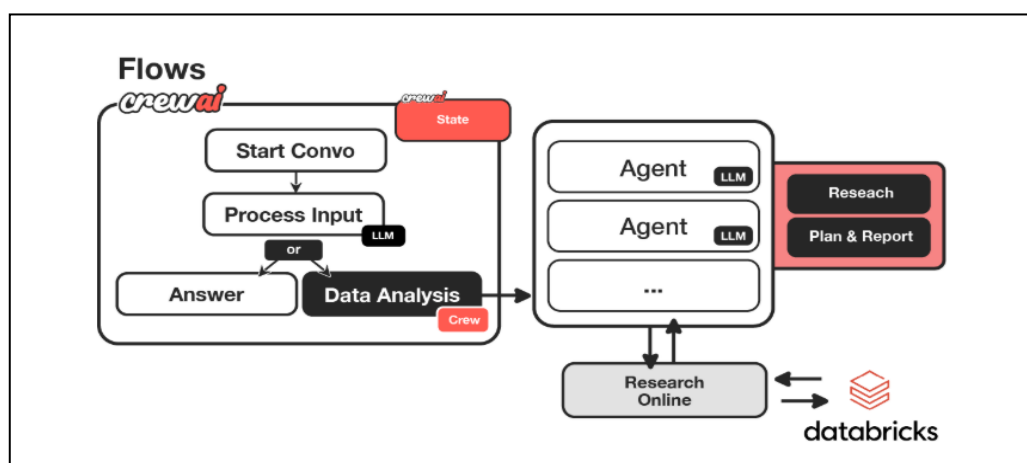 Flows
crewai
crewai
State
Start Convo
Process Input
LLM
or
Answer
Data Analysis
Crew
Agent
LLM
Agent
LLM
...
Reseach
Plan & Report
Research
Online
databricks